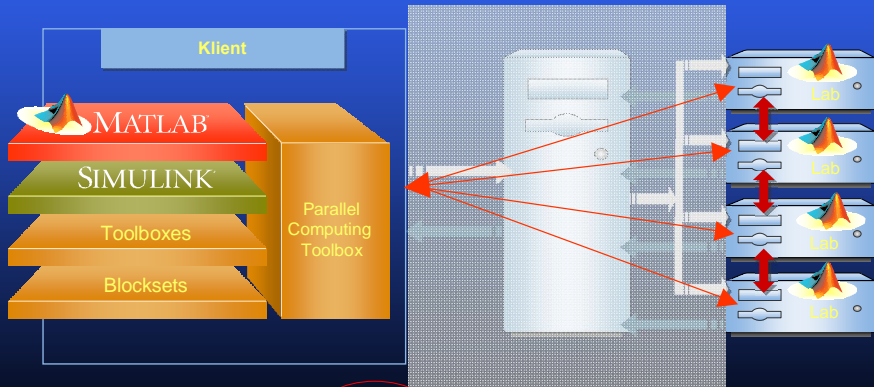 Klient
MATLAB
SIMULINK
Toolboxes
Blocksets
Parallel
Computing
Toolbox
Lab
Lab
Lab
Lab